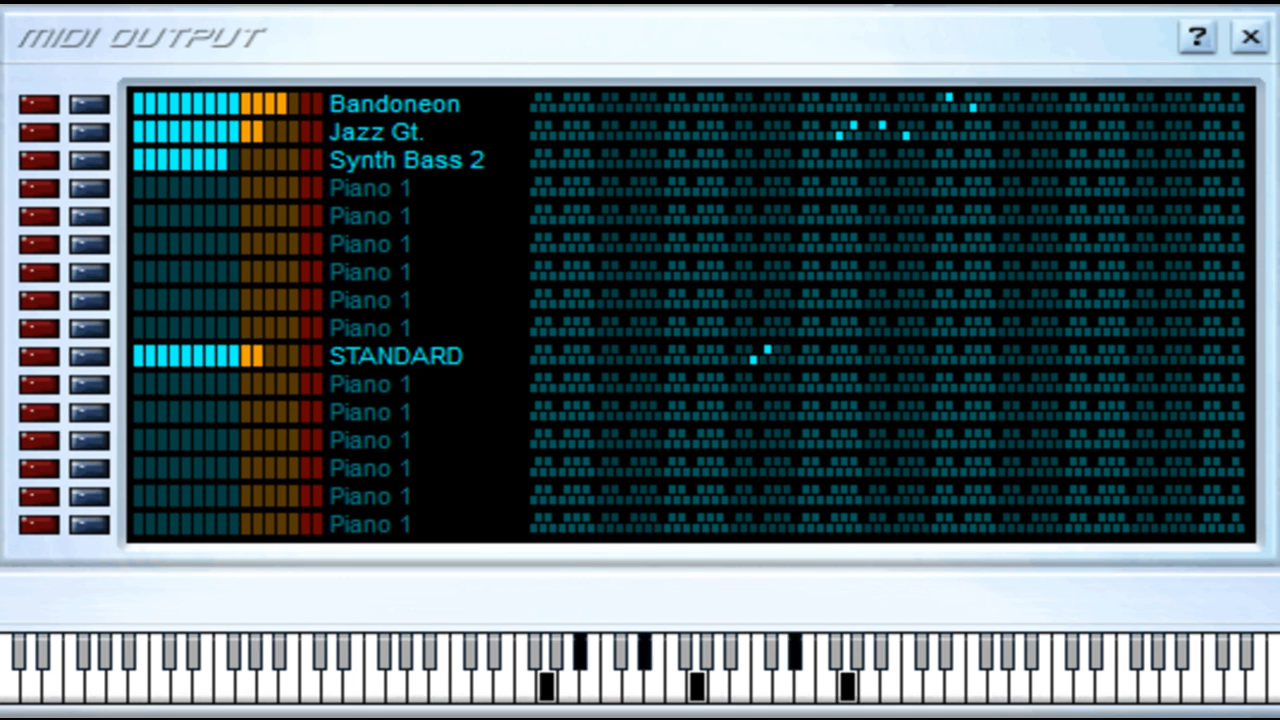 MIDI OUTPUT
? ×
Bandoneon
Jazz Gt.
Synth Bass 2
Piano 1
Piano 1
Piano 1
Piano 1
Piano 1
Piano 1
STANDARD
Piano 1
Piano 1
Piano 1
Piano 1
Piano 1
Piano 1